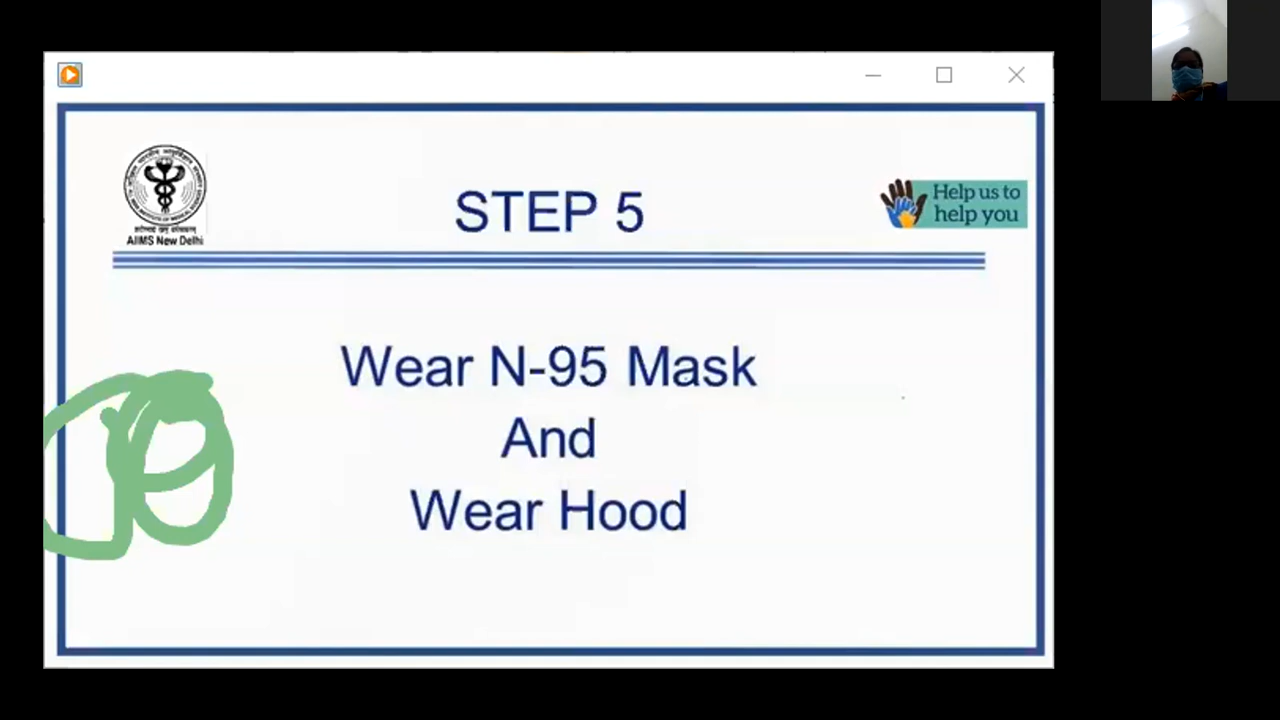 STEP 5
AIIMS New Delhi
Help us to
help you
Wear N-95 Mask
And
Wear Hood